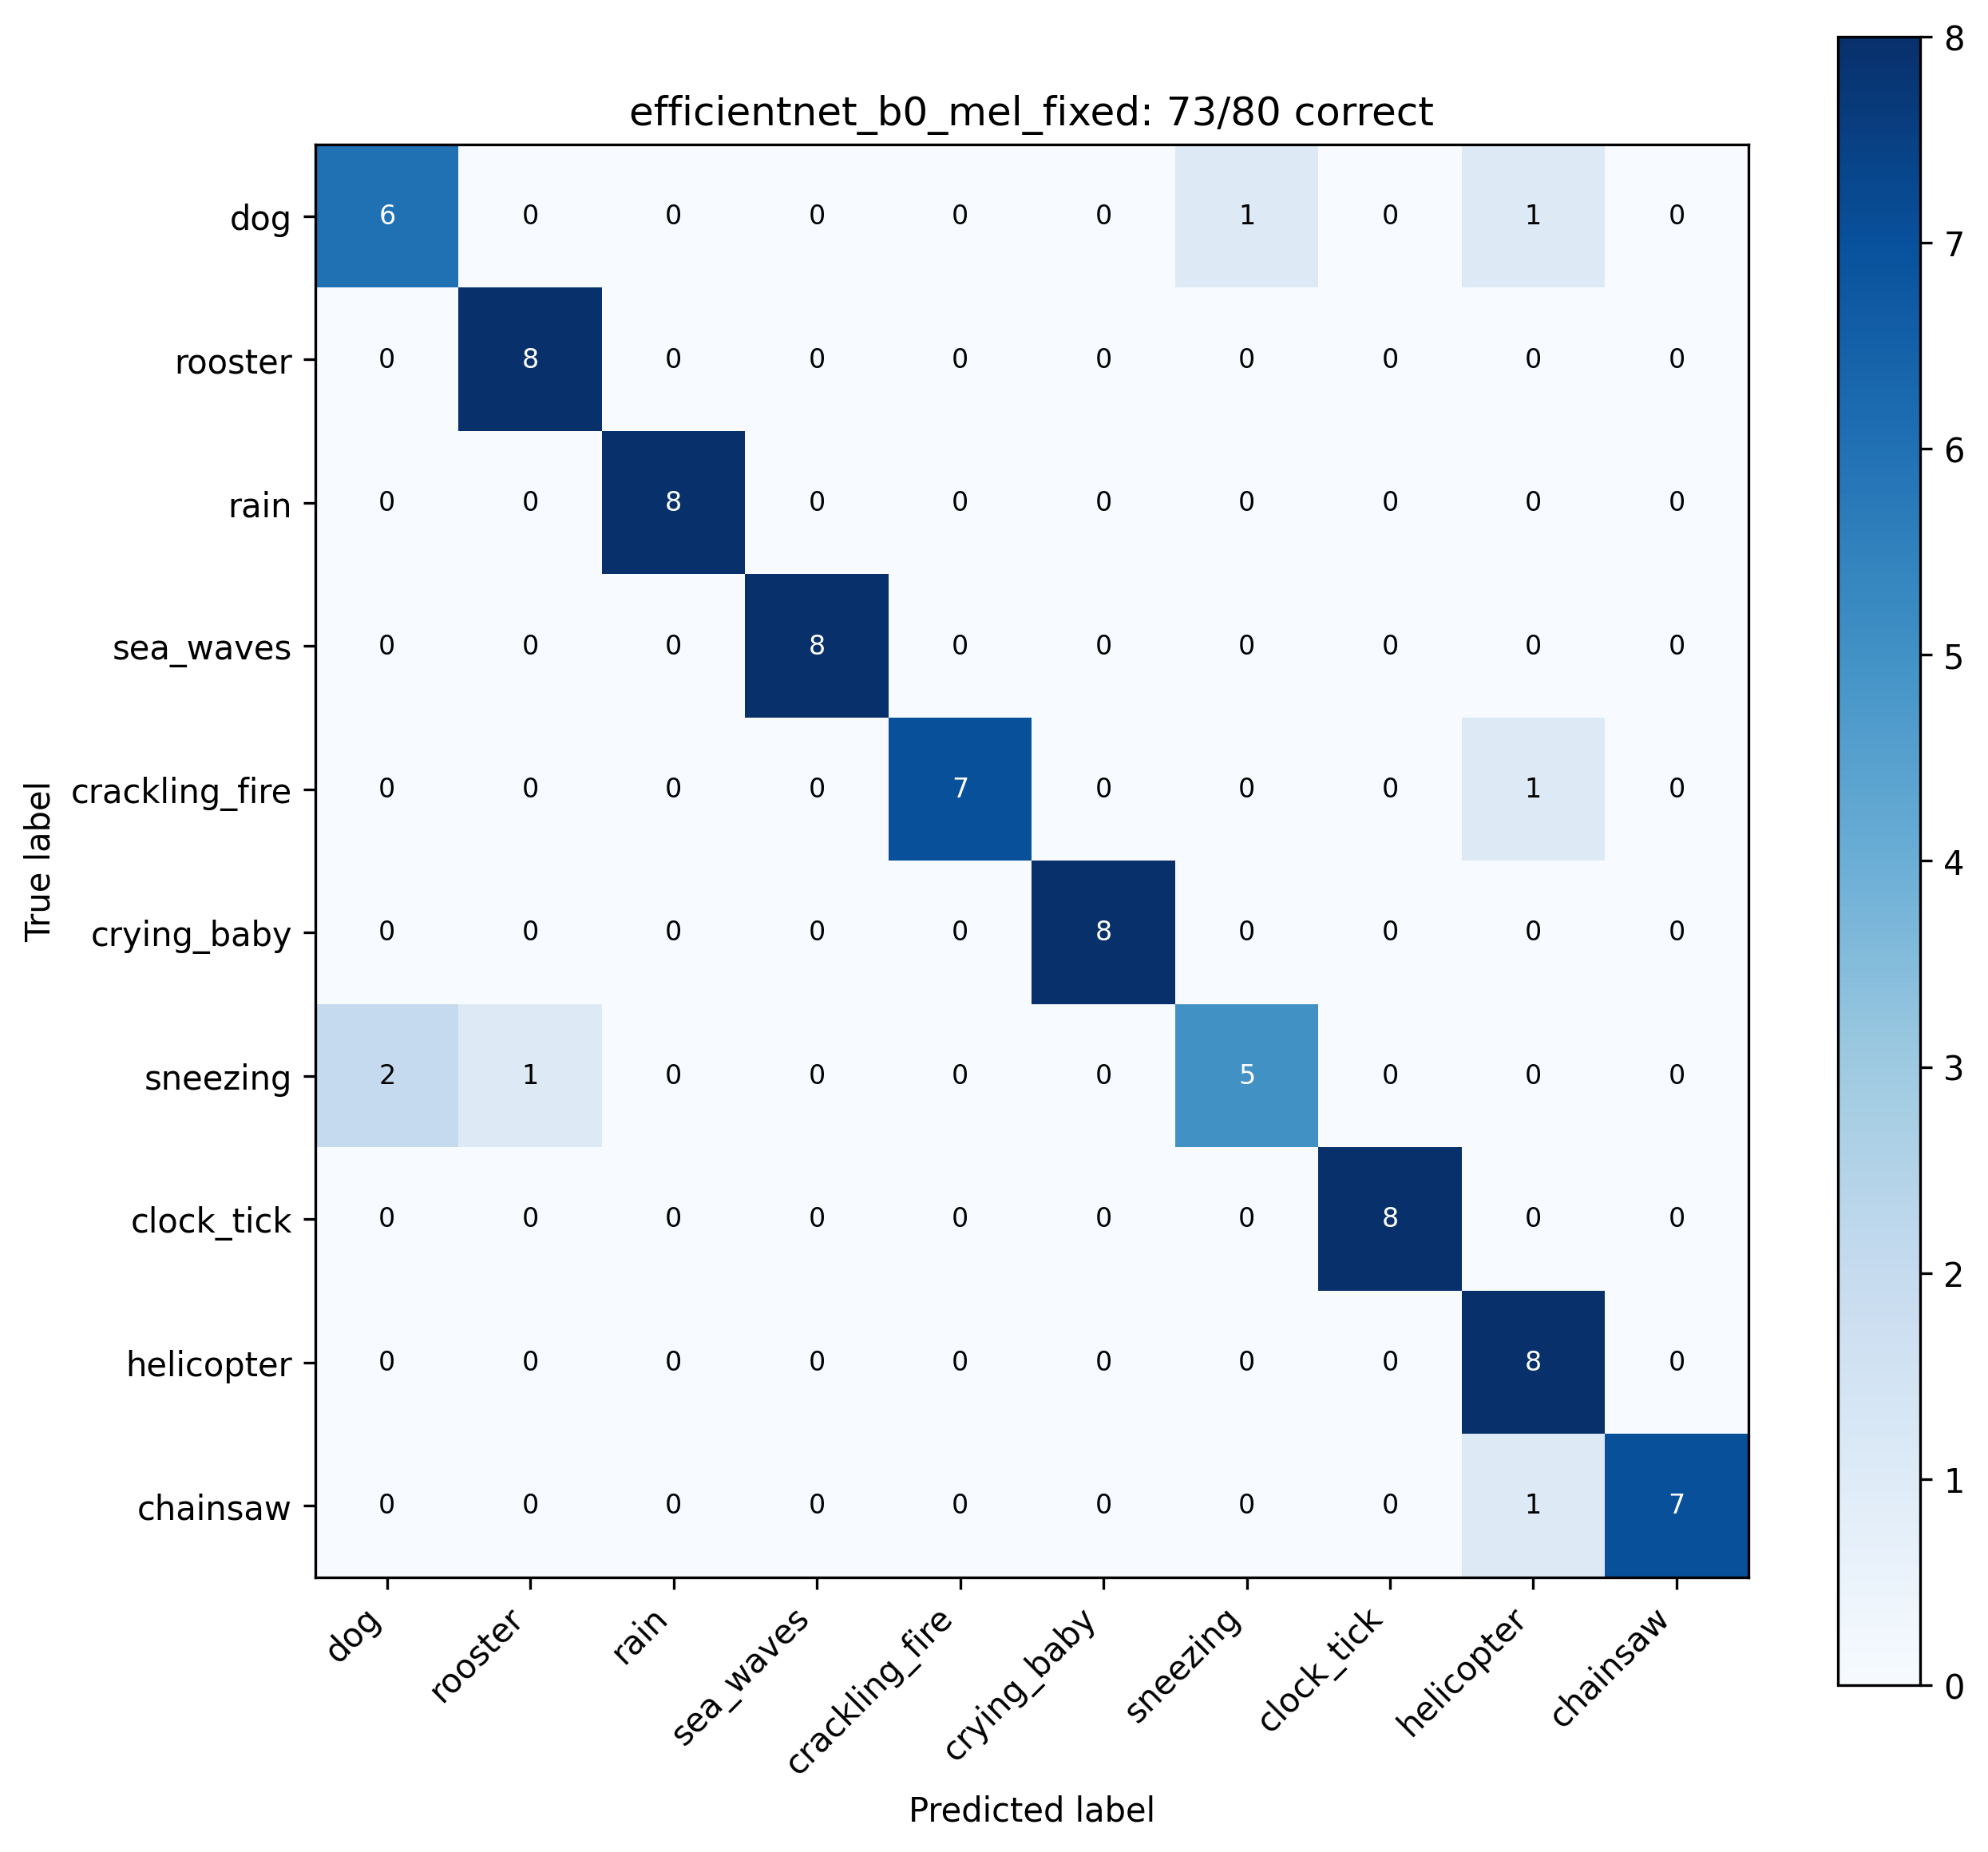 efficientnet_b0_mel_fixed: 73/80 correct
True label
dog 6 0 0 0 0 0 1 0 1 0
rooster 0 8 0 0 0 0 0 0 0 0
rain 0 0 8 0 0 0 0 0 0 0
sea_waves 0 0 0 8 0 0 0 0 0 0
crackling_fire 0 0 0 0 7 0 0 0 1 0
crying_baby 0 0 0 0 0 8 0 0 0 0
sneezing 2 1 0 0 0 0 5 0 0 0
clock_tick 0 0 0 0 0 0 0 8 0 0
helicopter 0 0 0 0 0 0 0 0 8 0
chainsaw 0 0 0 0 0 0 0 0 1 7
dog rooster rain sea_waves crackling_fire crying_baby sneezing clock_tick helicopter chainsaw
Predicted label
8
7
6
5
4
3
2
1
0